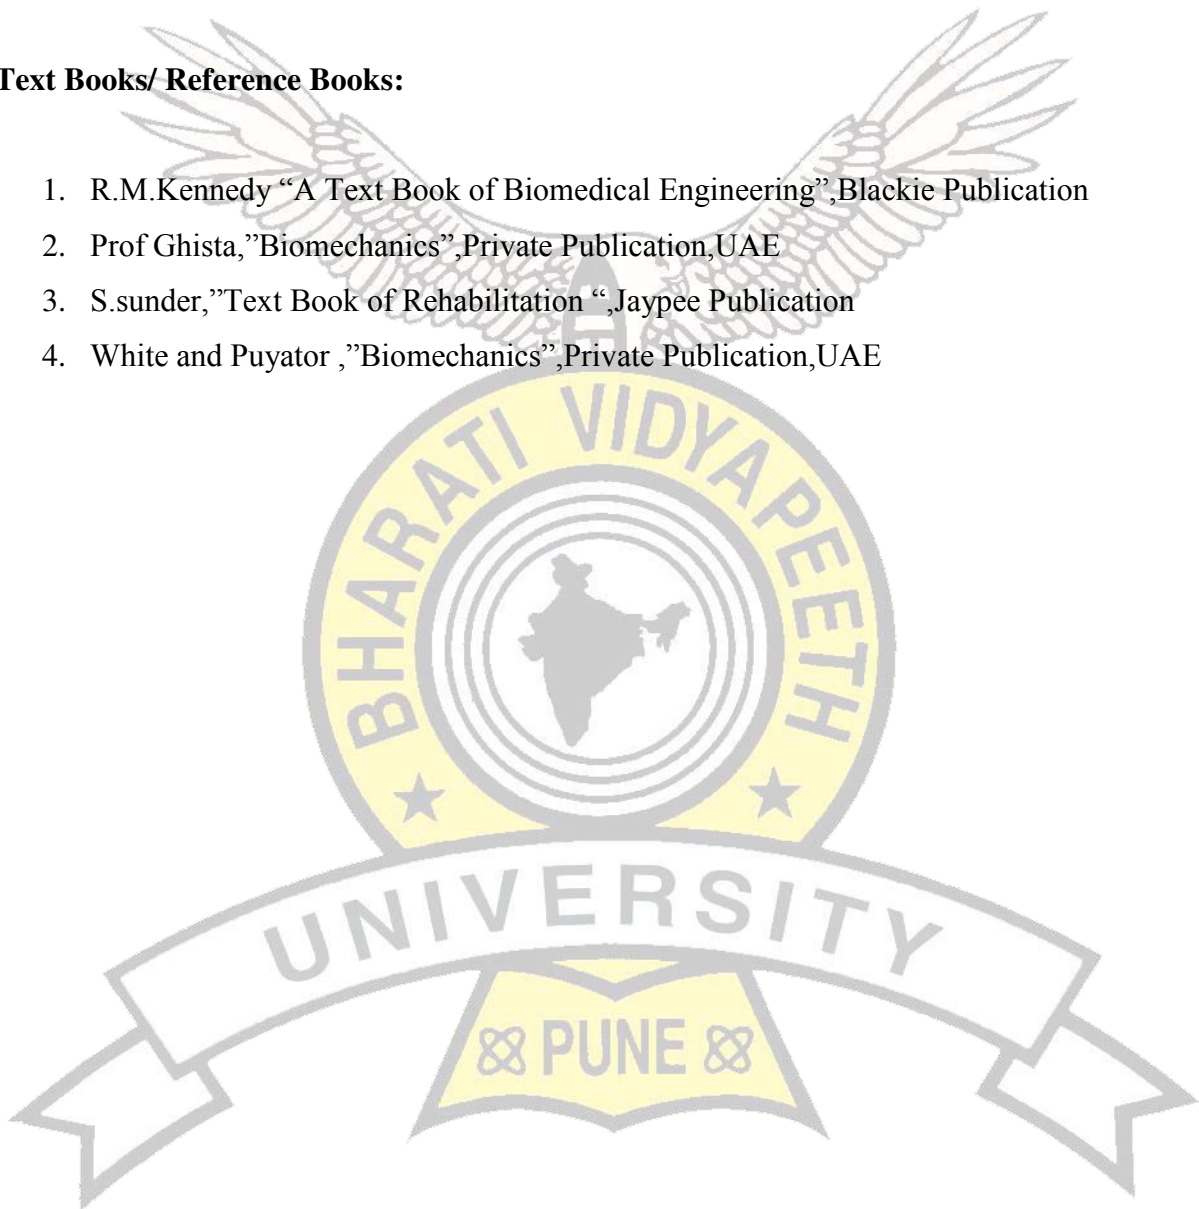 Text Books/ Reference Books:
1. R.M.Kennedy “A Text Book of Biomedical Engineering”,Blackie Publication
2. Prof Ghista,”Biomechanics”,Private Publication,UAE
3. S.sunder,”Text Book of Rehabilitation “,Jaypee Publication
4. White and Puyator ,”Biomechanics”,Private Publication,UAE
BHARATI VIDYAPEETH
UNIVERSITY
PUNE